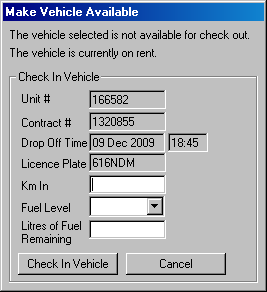 Make Vehicle Available
The vehicle selected is not available for check out.
The vehicle is currently on rent.
Check In Vehicle
Unit # 166582
Contract # 1320855
Drop Off Time 09 Dec 2009 18:45
Licence Plate 616NDM
Km In
Fuel Level
Litres of Fuel
Remaining
Check In Vehicle Cancel